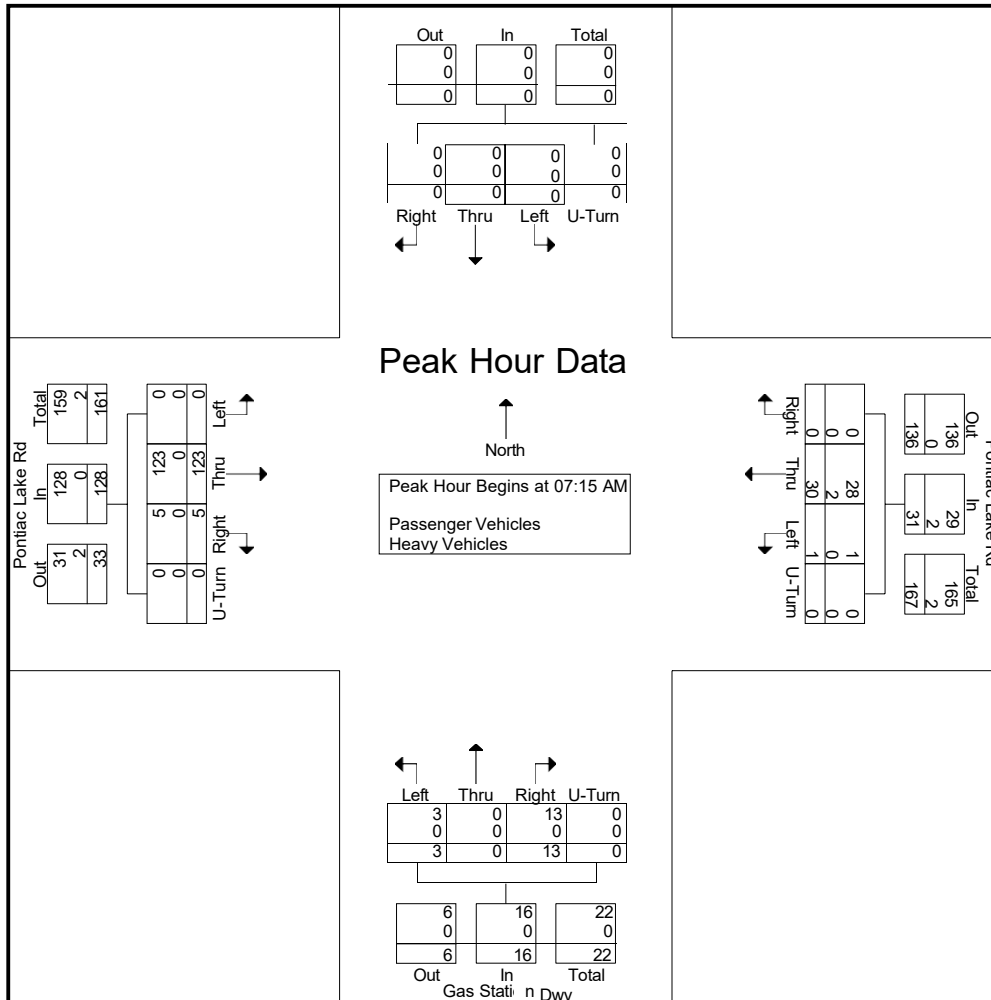 Out In Total
0 0 0
0 0 0
0 0 0
0 0 0 0
0 0 0 0
0 0 0 0
Right Thru Left U-Turn
Peak Hour Data
North
Peak Hour Begins at 07:15 AM
Passenger Vehicles
Heavy Vehicles
Pontiac Lake Rd
Out In Total
31 128 159
2 0 2
33 128 161
U-Turn Right Thru Left
0 5 123 0
0 0 0 0
0 5 123 0
Pontiac Lake Rd
Out In Total
136 29 165
0 2 2
136 31 167
Right Thru Left U-Turn
0 28 1 0
0 2 0 0
0 30 1 0
Left Thru Right U-Turn
3 0 13 0
0 0 0 0
3 0 13 0
6 16 22
0 0 0
6 16 22
Out In Total
Gas Station Dwy